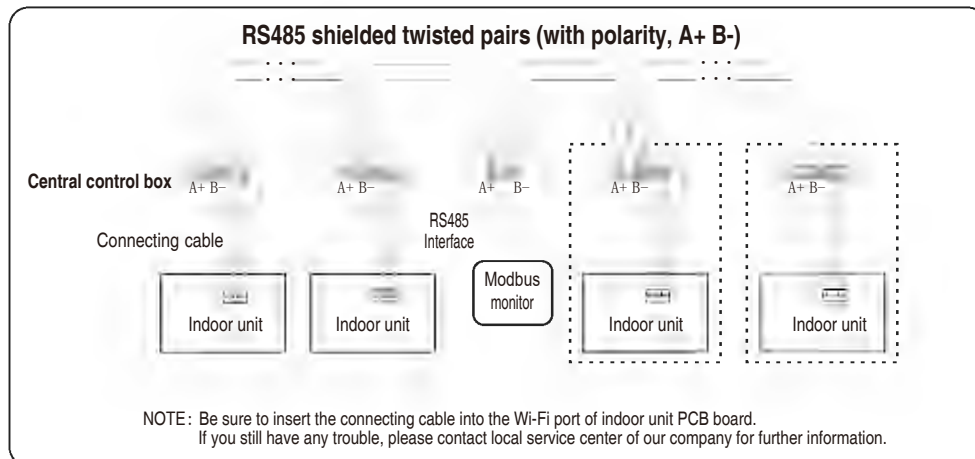 RS485 shielded twisted pairs (with polarity, A+ B-)
Central control box
A+ B-
A+ B-
A+ B-
A+ B-
A+ B-
RS485
Interface
Connecting cable
Modbus
monitor
Indoor unit
Indoor unit
Indoor unit
Indoor unit
NOTE: Be sure to insert the connecting cable into the Wi-Fi port of indoor unit PCB board.
If you still have any trouble, please contact local service center of our company for further information.